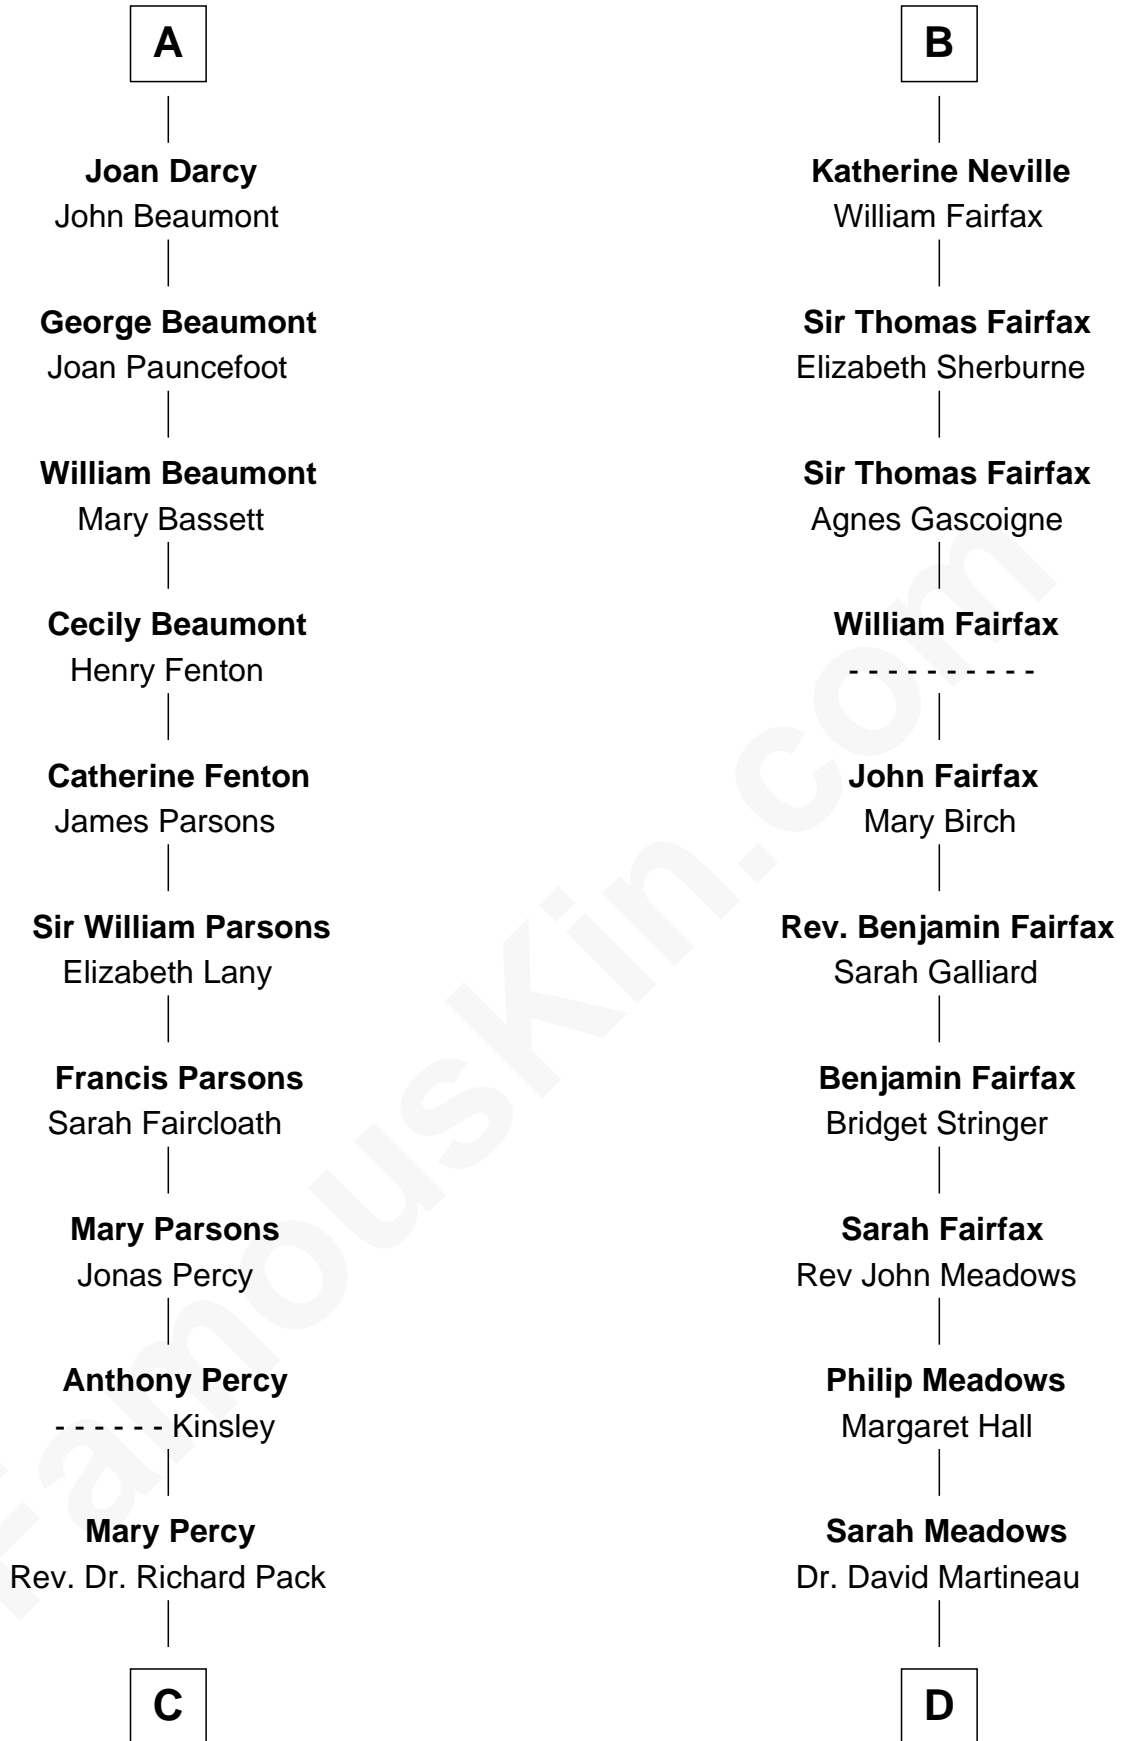 A
Joan Darcy
John Beaumont
George Beaumont
Joan Pauncefoot
William Beaumont
Mary Bassett
Cecily Beaumont
Henry Fenton
Catherine Fenton
James Parsons
Sir William Parsons
Elizabeth Lany
Francis Parsons
Sarah Faircloath
Mary Parsons
Jonas Percy
Anthony Percy
- - - - - - Kinsley
Mary Percy
Rev. Dr. Richard Pack
C
B
Katherine Neville
William Fairfax
Sir Thomas Fairfax
Elizabeth Sherburne
Sir Thomas Fairfax
Agnes Gascoigne
William Fairfax
- - - - - - - - - -
John Fairfax
Mary Birch
Rev. Benjamin Fairfax
Sarah Galliard
Benjamin Fairfax
Bridget Stringer
Sarah Fairfax
Rev John Meadows
Philip Meadows
Margaret Hall
Sarah Meadows
Dr. David Martineau
D
FamousKin.com